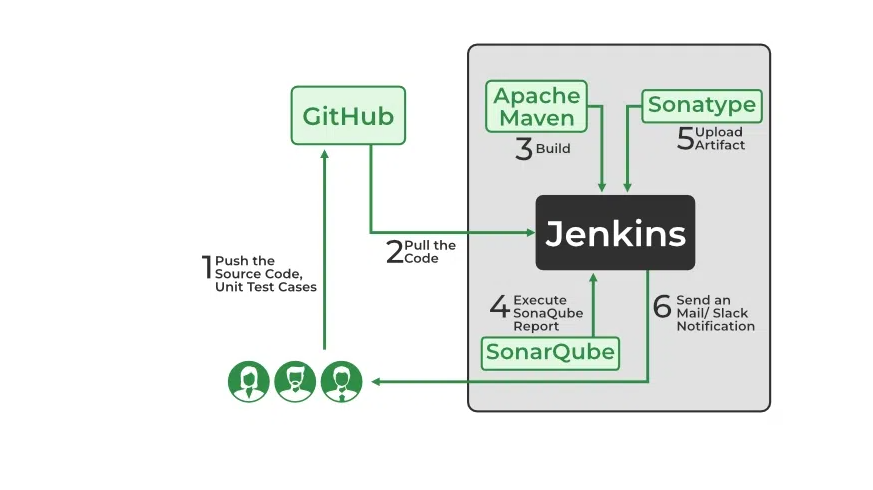 GitHub
Apache
Maven
Sonatype
3 Build
5 Upload
Artifact
Jenkins
2 Pull the
Code
1 Push the
Source Code,
Unit Test Cases
4 Execute
SonaQube
Report
6 Send an
Mail/ Slack
Notification
SonarQube